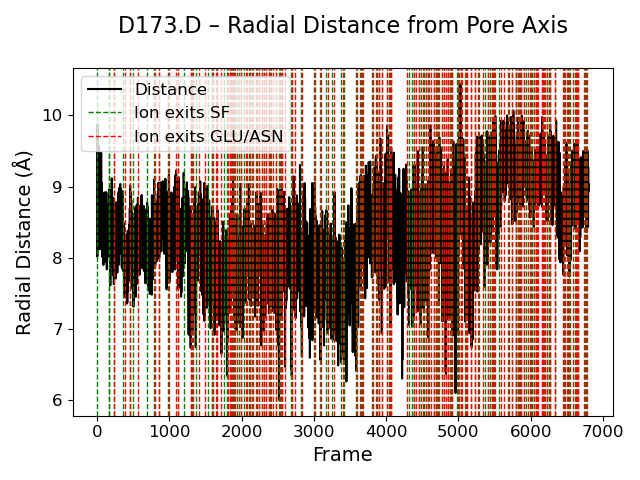 D173.D – Radial Distance from Pore Axis
Distance
Ion exits SF
Ion exits GLU/ASN
Radial Distance (Å)
10
9
8
7
6
0 1000 2000 3000 4000 5000 6000 7000
Frame